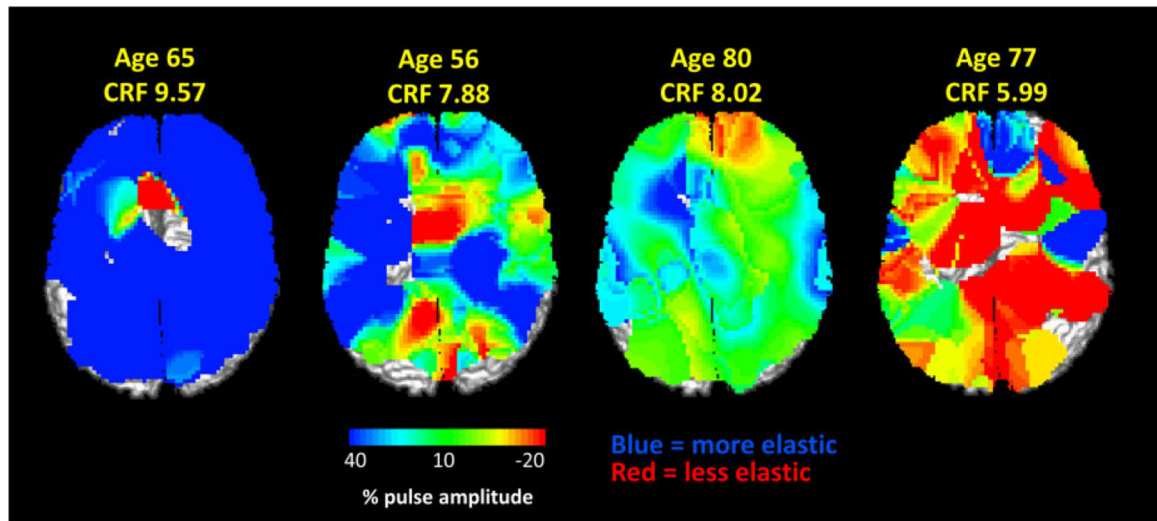 Age 65
CRF 9.57
Age 56
CRF 7.88
Age 80
CRF 8.02
Age 77
CRF 5.99
40 10 -20
% pulse amplitude
Blue = more elastic
Red = less elastic